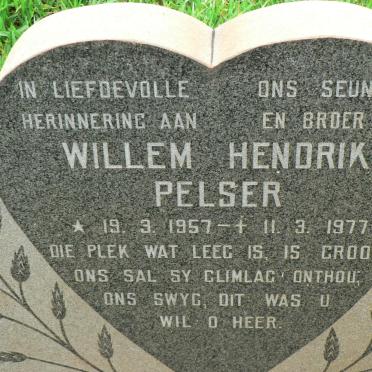 IN LIEFDEVOLLE ONS SEUN
HERINNERING AAN EN BROER
WILLEM HENDRIK
PELSER
★ 19. 3. 1957 - ✝ 11. 3. 1977
DIE PLEK WAT LEEG IS, IS GROO
ONS SAL SY GLIMLAG ONTHOU,
ONS SWYG, DIT WAS U
WIL O HEER.